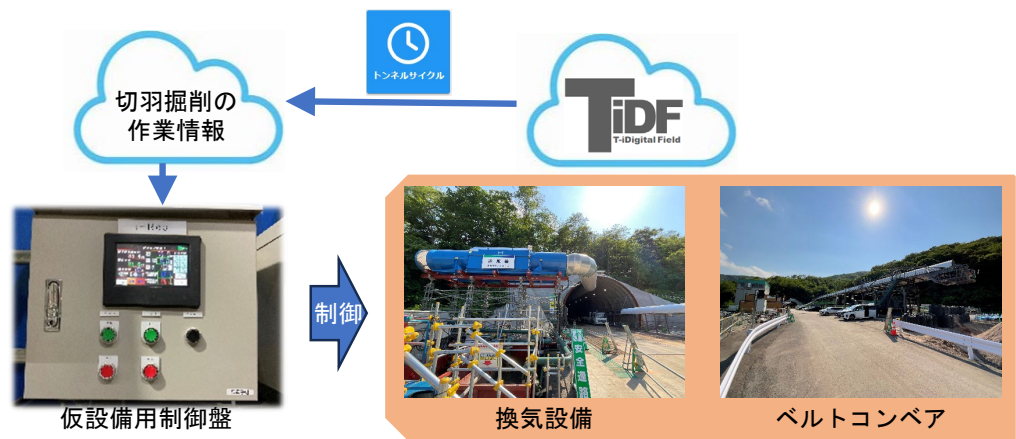 トンネルサイクル
切羽掘削の
作業情報
TiDF
T-iDigital Field
制御
安全通路
仮設備用制御盤
換気設備
ベルトコンベア